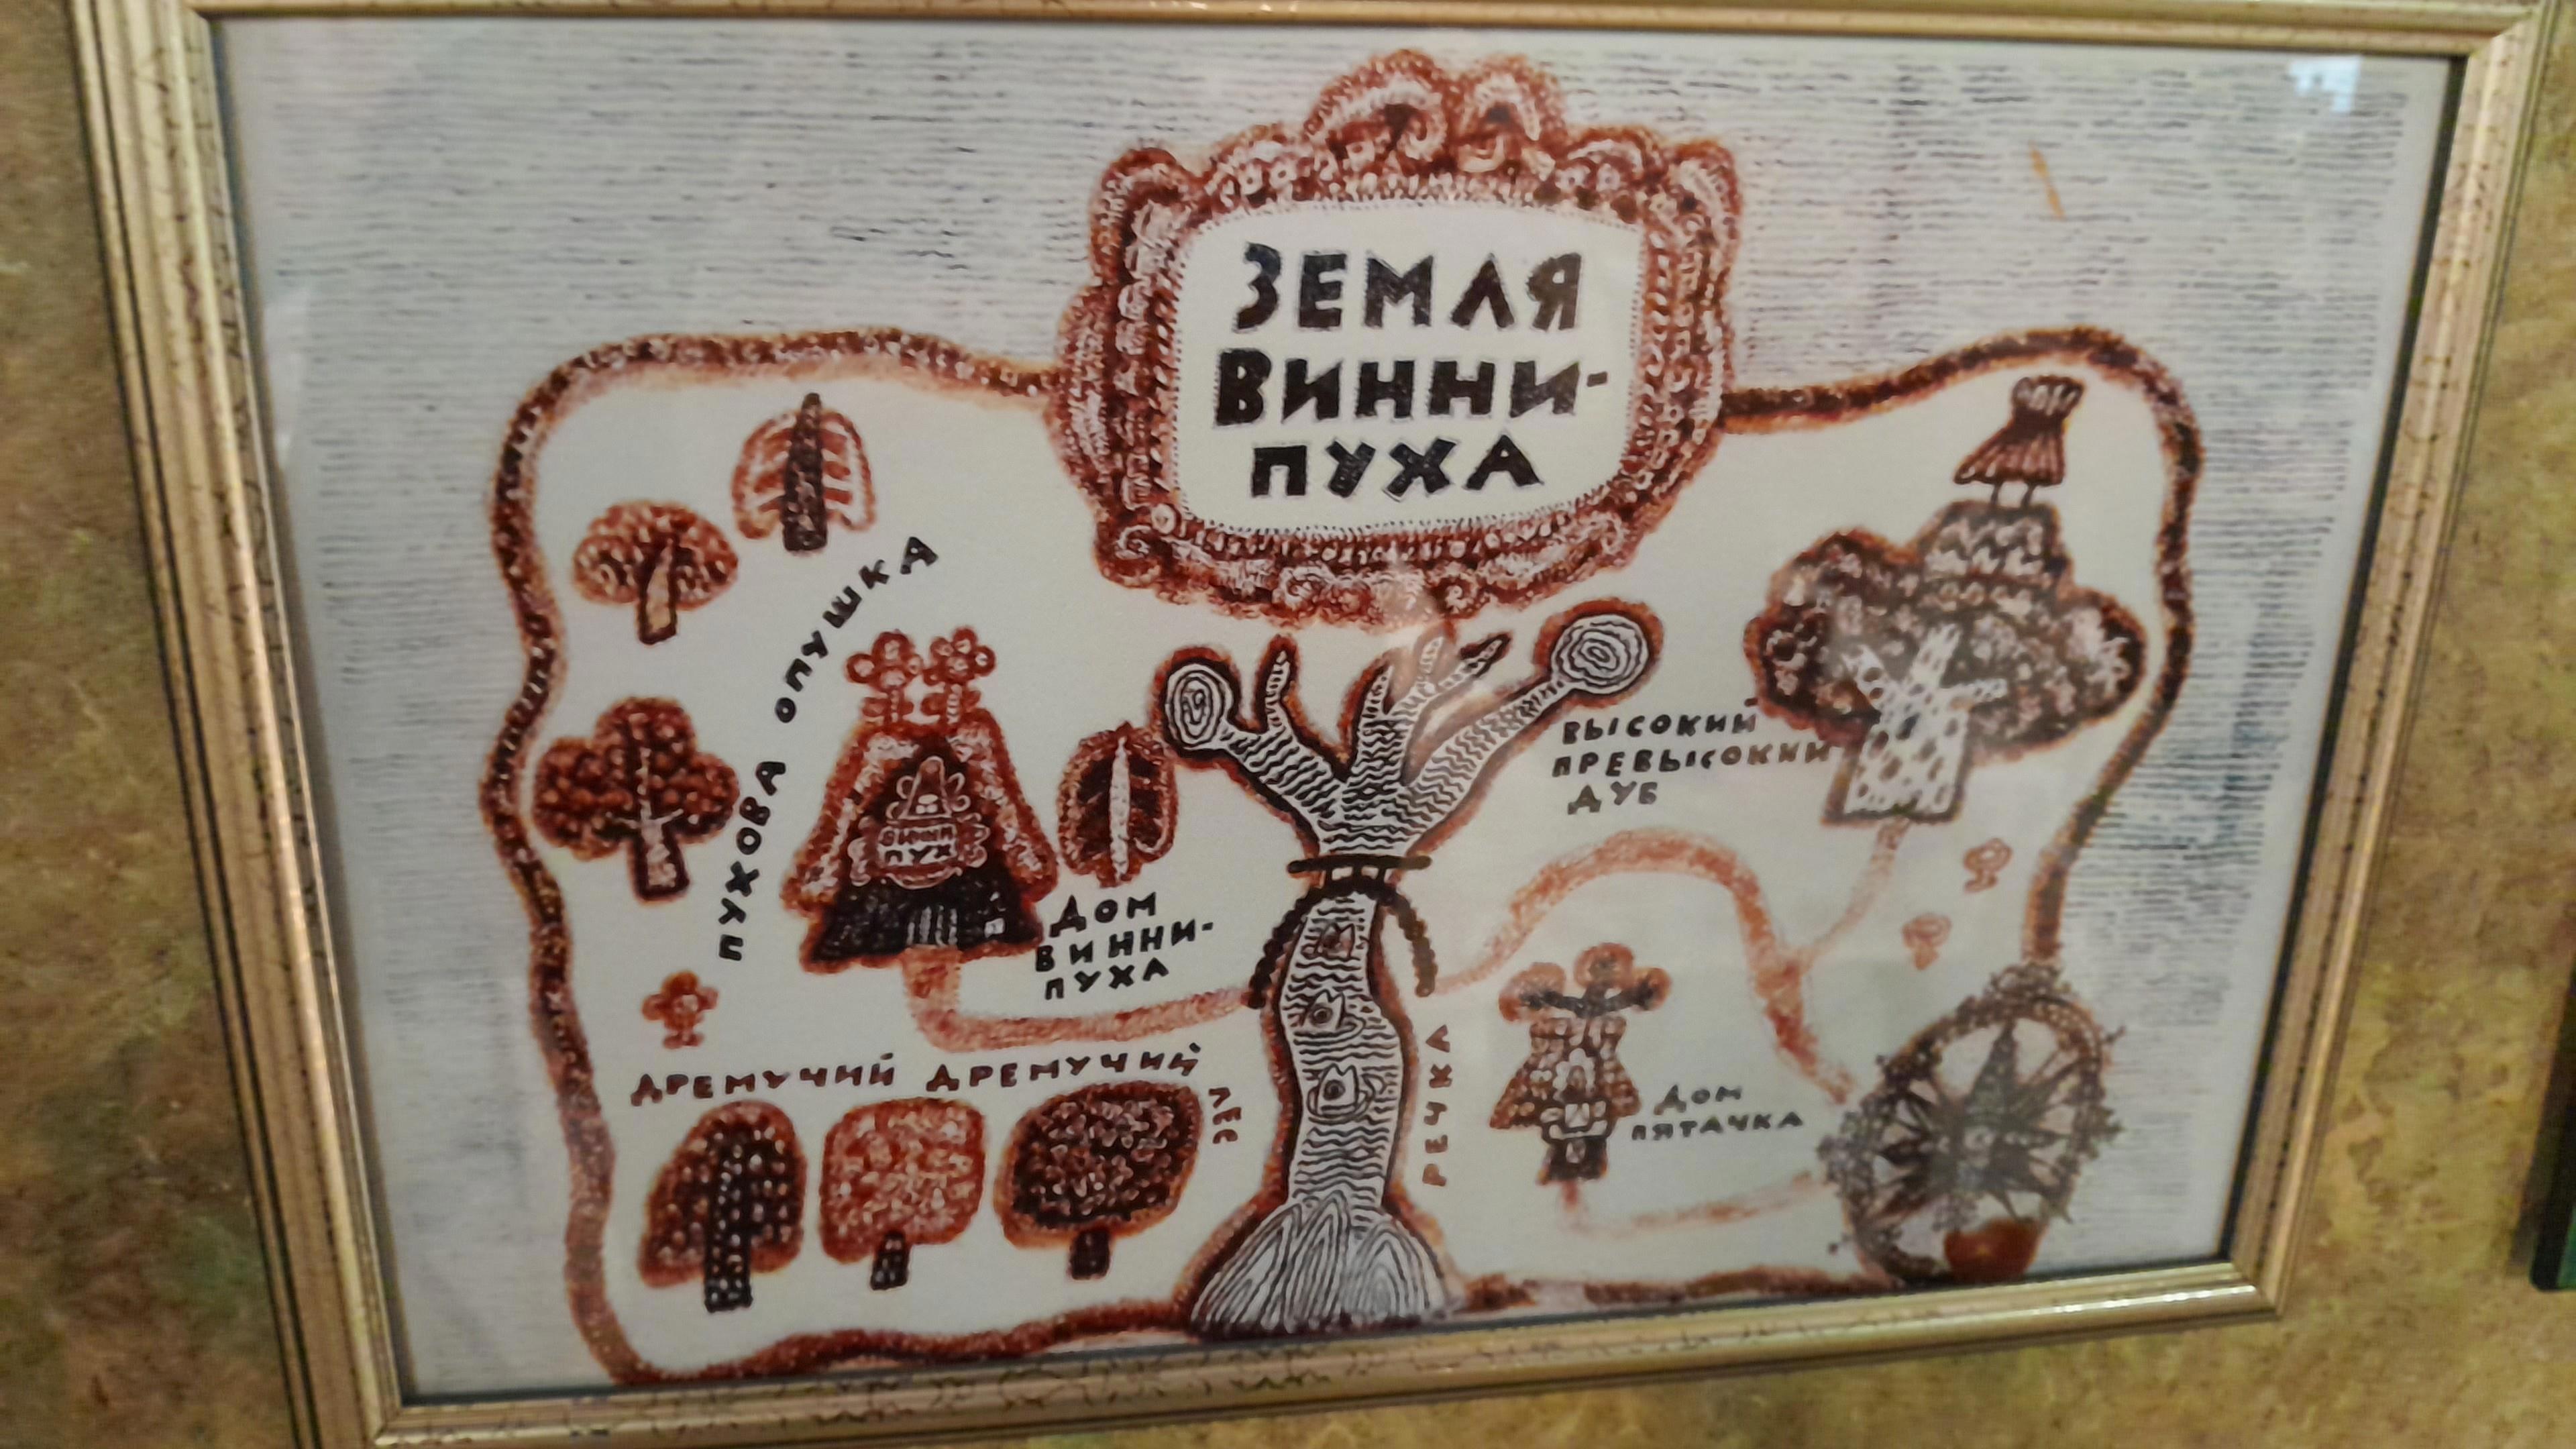 ЗЕМЛЯ
ВИННИ-
ПУХА
ПУХОВА ОПУШКА
ВИННИ
ПУХ
ДОМ
ВИННИ-
ПУХА
ВЫСОКИЙ
ПРЕВЫСОКИЙ
ДУБ
ДРЕМУЧИЙ ДРЕМУЧИЙ ЛЕС
РЕЧКА
ДОМ
ПЯТАЧКА